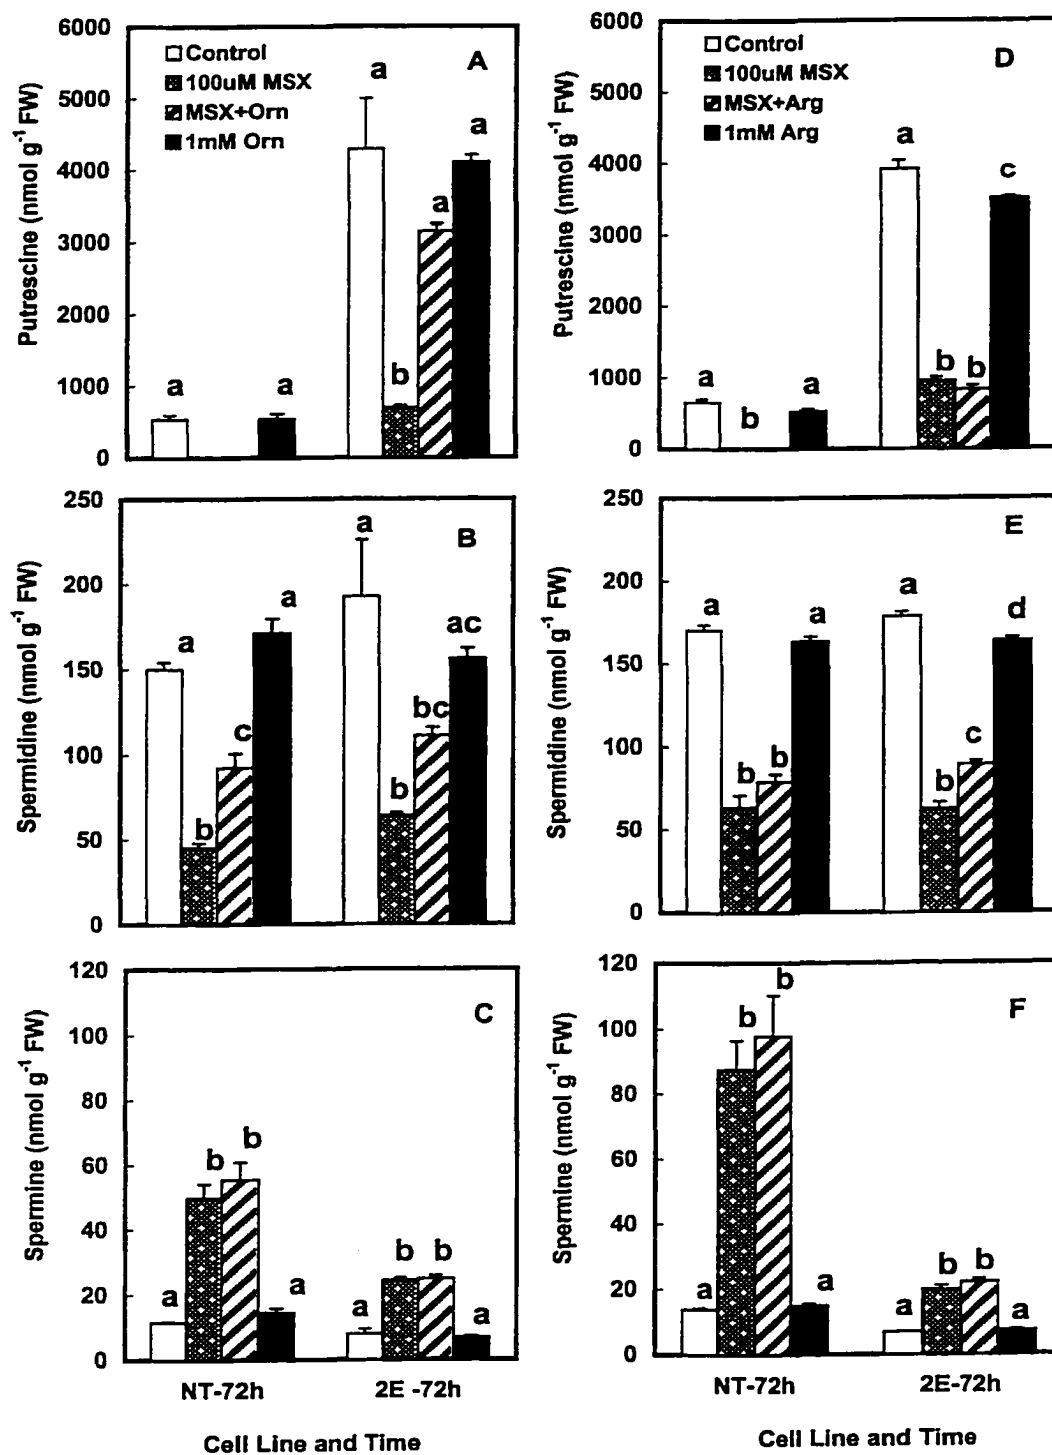 A
Control
100uM MSX
MSX+Orn
1mM Orn
Putrescine (nmol g⁻¹ FW)
6000
5000
4000
3000
2000
1000
0
a
a
a
b
a
a
D
Control
100uM MSX
MSX+Arg
1mM Arg
Putrescine (nmol g⁻¹ FW)
6000
5000
4000
3000
2000
1000
0
a
b
a
a
b
b
c
B
Spermidine (nmol g⁻¹ FW)
250
200
150
100
50
0
a
b
c
a
a
b
bc
ac
E
Spermidine (nmol g⁻¹ FW)
250
200
150
100
50
0
a
b
b
a
a
b
c
d
C
Spermine (nmol g⁻¹ FW)
120
100
80
60
40
20
0
a
b
b
a
a
b
b
a
NT-72h
2E -72h
Cell Line and Time
F
Spermine (nmol g⁻¹ FW)
120
100
80
60
40
20
0
a
b
b
a
a
b
b
a
NT-72h
2E-72h
Cell Line and Time